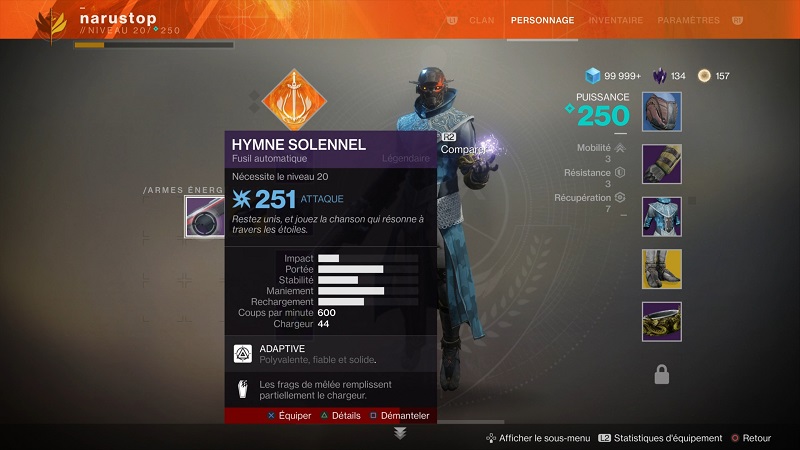 narustop
//NIVEAU 20/ 250
L1
CLAN
PERSONNAGE
INVENTAIRE
PARAMÈTRES
R1
99 999+
134
157
HYMNE SOLENNEL
Fusil automatique
Légendaire
R2
Comparer
Nécessite le niveau 20
251 ATTAQUE
Restez unis, et jouez la chanson qui résonne à
travers les étoiles.
Impact
Portée
Stabilité
Maniement
Rechargement
Coups par minute 600
Chargeur 44
ADAPTIVE
Polyvalente, fiable et solide.
Les frags de mêlée remplissent
partiellement le chargeur.
Équiper
Détails
Démanteler
/ARMES ÉNERG
PUISSANCE
250
Mobilité
3
Résistance
3
Récupération
7
Afficher le sous-menu
L2 Statistiques d'équipement
Retour